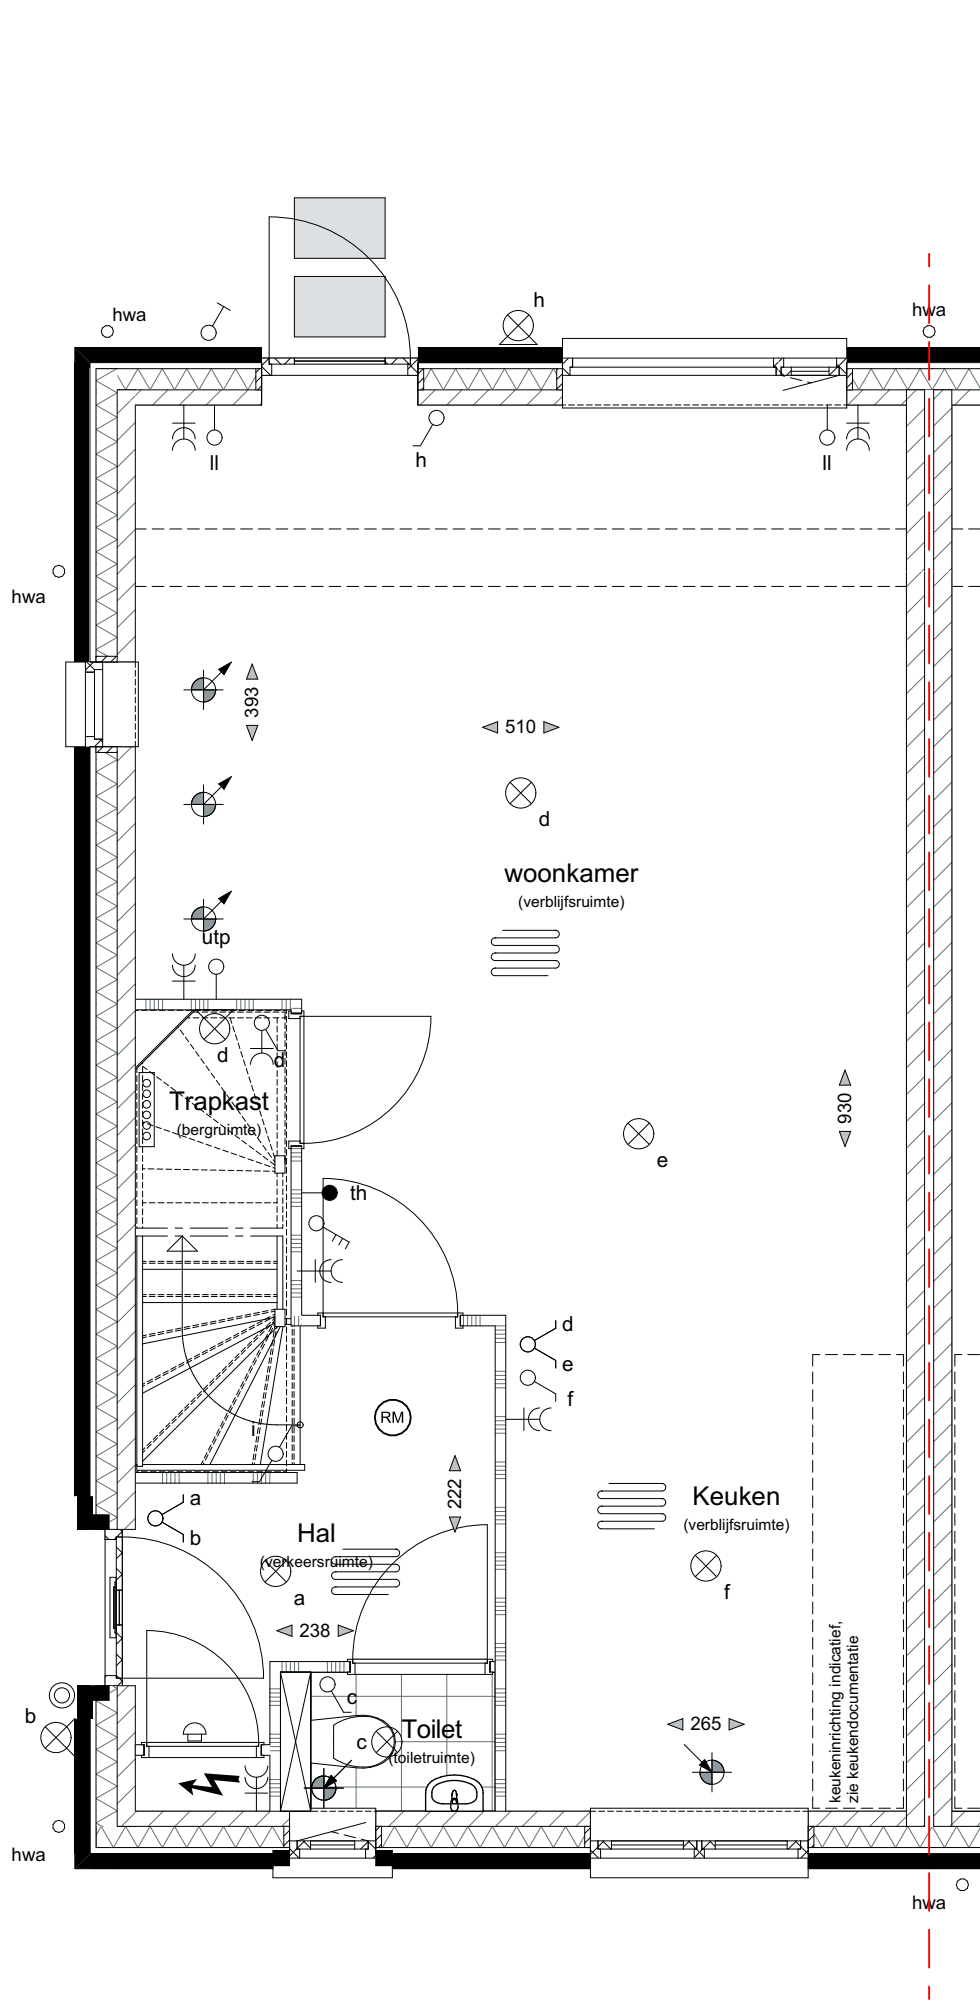 hwa
h
hwa
ll
h
ll
hwa
393
510
d
woonkamer
(verblijfsruimte)
utp
d
d
Trapkast
(bergruimte)
930
e
th
d
e
f
RM
i
222
Keuken
(verblijfsruimte)
a
b
Hal
(verkeersruimte)
a
f
238
keukeninrichting indicatief,
zie keukendocumentatie
c
b
c
Toilet
(toiletruimte)
265
hwa
hwa